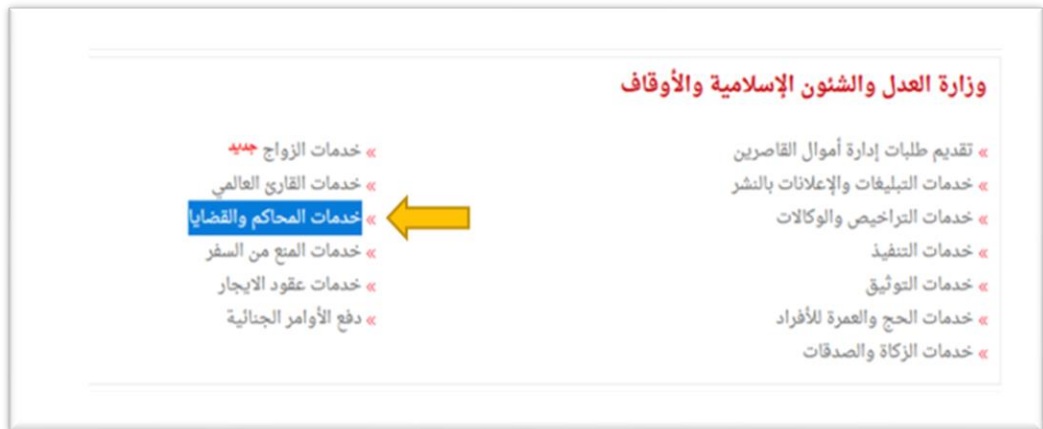 وزارة العدل والشئون الإسلامية والأوقاف
» تقديم طلبات إدارة أموال القاصرين
» خدمات التبليغات والإعلانات بالنشر
» خدمات التراخيص والوكالات
» خدمات التنفيذ
» خدمات التوثيق
» خدمات الحج والعمرة للأفراد
» خدمات الزكاة والصدقات
» خدمات الزواج جديد
» خدمات القارئ العالمي
» خدمات المحاكم والقضايا
» خدمات المنع من السفر
» خدمات عقود الايجار
» دفع الأوامر الجنائية